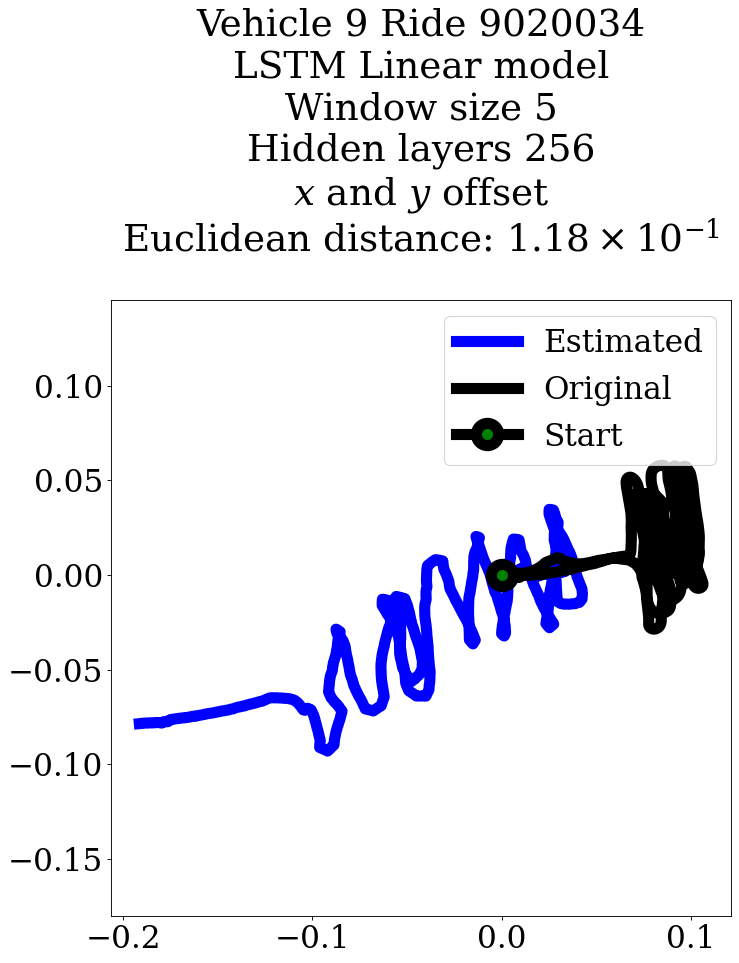 Vehicle 9 Ride 9020034
LSTM Linear model
Window size 5
Hidden layers 256
x and y offset
Euclidean distance: 1.18 × 10⁻¹
Estimated
Original
Start
0.10
0.05
0.00
−0.05
−0.10
−0.15
−0.2
−0.1
0.0
0.1